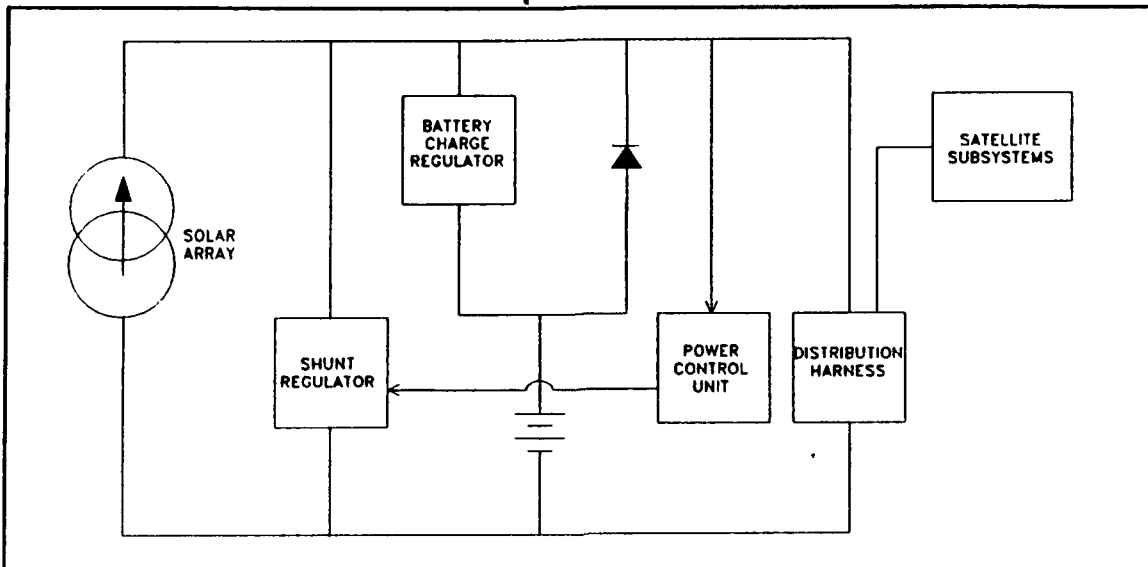 BATTERY
CHARGE
REGULATOR
SATELLITE
SUBSYSTEMS
SOLAR
ARRAY
SHUNT
REGULATOR
POWER
CONTROL
UNIT
DISTRIBUTION
HARNESS